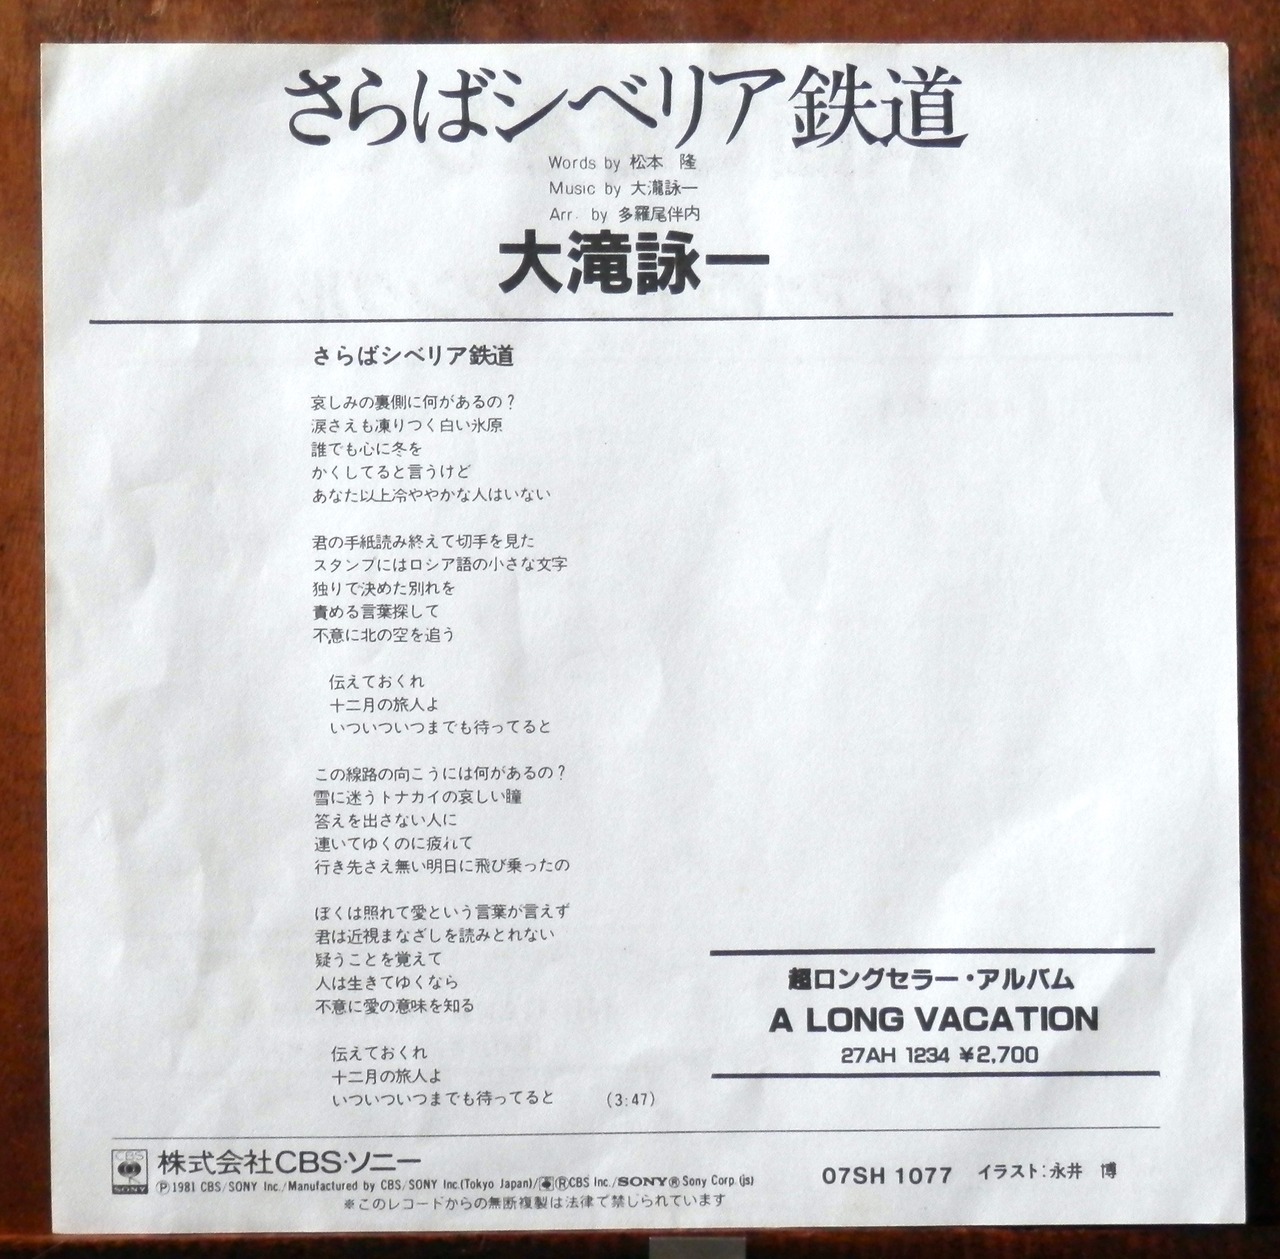 さらばシベリア鉄道
Words by 松本 隆
Music by 大瀧詠一
Arr. by 多羅尾伴内
大滝詠一
さらばシベリア鉄道
哀しみの裏側に何があるの？
涙さえも凍りつく白い氷原
誰でも心に冬を
かくしてると言うけど
あなた以上冷ややかな人はいない
君の手紙読み終えて切手を見た
スタンプにはロシア語の小さな文字
独りで決めた別れを
責める言葉探して
不意に北の空を追う
伝えておくれ
十二月の旅人よ
いついついつまでも待ってると
この線路の向こうには何があるの？
雪に迷うトナカイの哀しい瞳
答えを出さない人に
連いてゆくのに疲れて
行き先さえ無い明日に飛び乗ったの
ぼくは照れて愛という言葉が言えず
君は近視まなざしを読みとれない
疑うことを覚えて
人は生きてゆくなら
不意に愛の意味を知る
伝えておくれ
十二月の旅人よ
いついついつまでも待ってると (3:47)
超ロングセラー・アルバム
A LONG VACATION
27AH 1234 ¥2,700
CBS SONY 株式会社CBS・ソニー
Ⓟ1981 CBS/SONY Inc./Manufactured by CBS/SONY Inc.(Tokyo Japan)/ⓇCBS Inc./SONY®Sony Corp.(js)
07SH 1077 イラスト:永井 博
※このレコードからの無断複製は法律で禁じられています